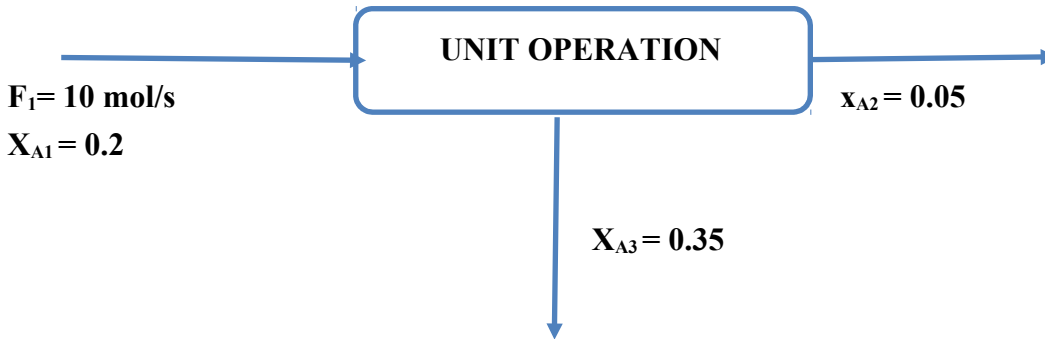 UNIT OPERATION
F₁= 10 mol/s
X_A1 = 0.2
x_A2 = 0.05
X_A3 = 0.35